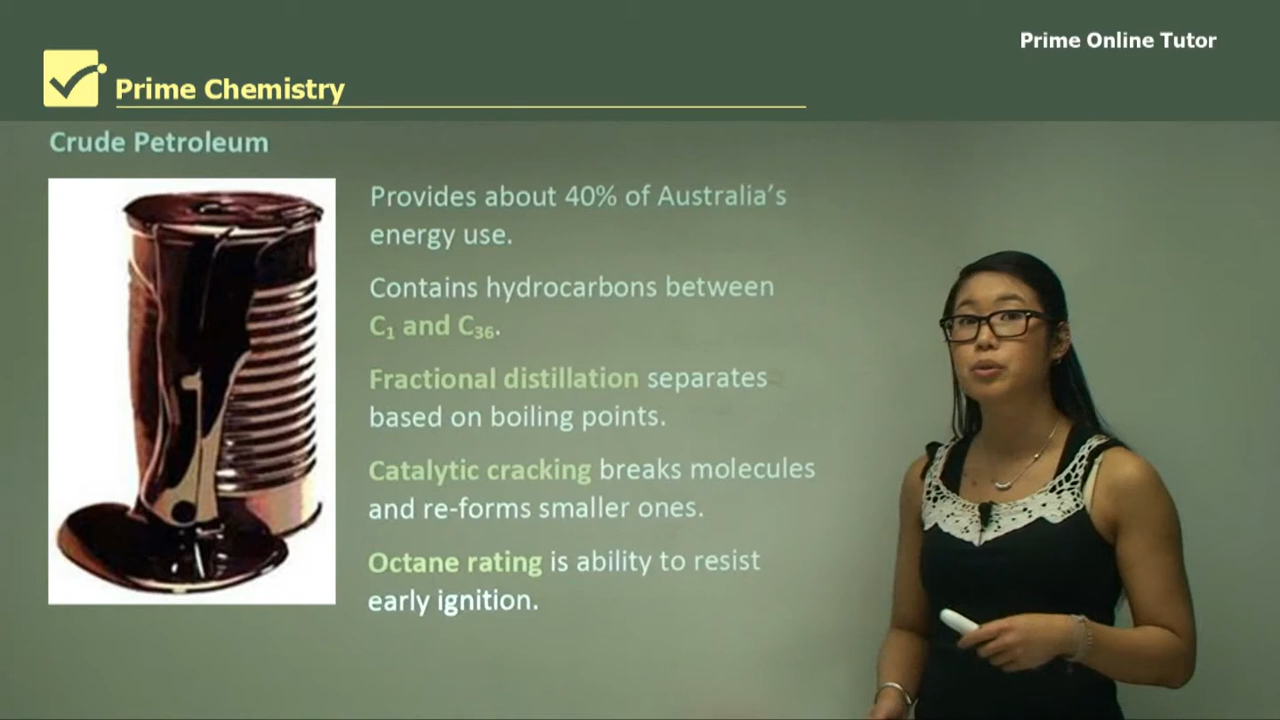 Prime Online Tutor
Prime Chemistry
Crude Petroleum
Provides about 40% of Australia's
energy use.
Contains hydrocarbons between
C₁ and C₃₆.
Fractional distillation separates
based on boiling points.
Catalytic cracking breaks molecules
and re-forms smaller ones.
Octane rating is ability to resist
early ignition.